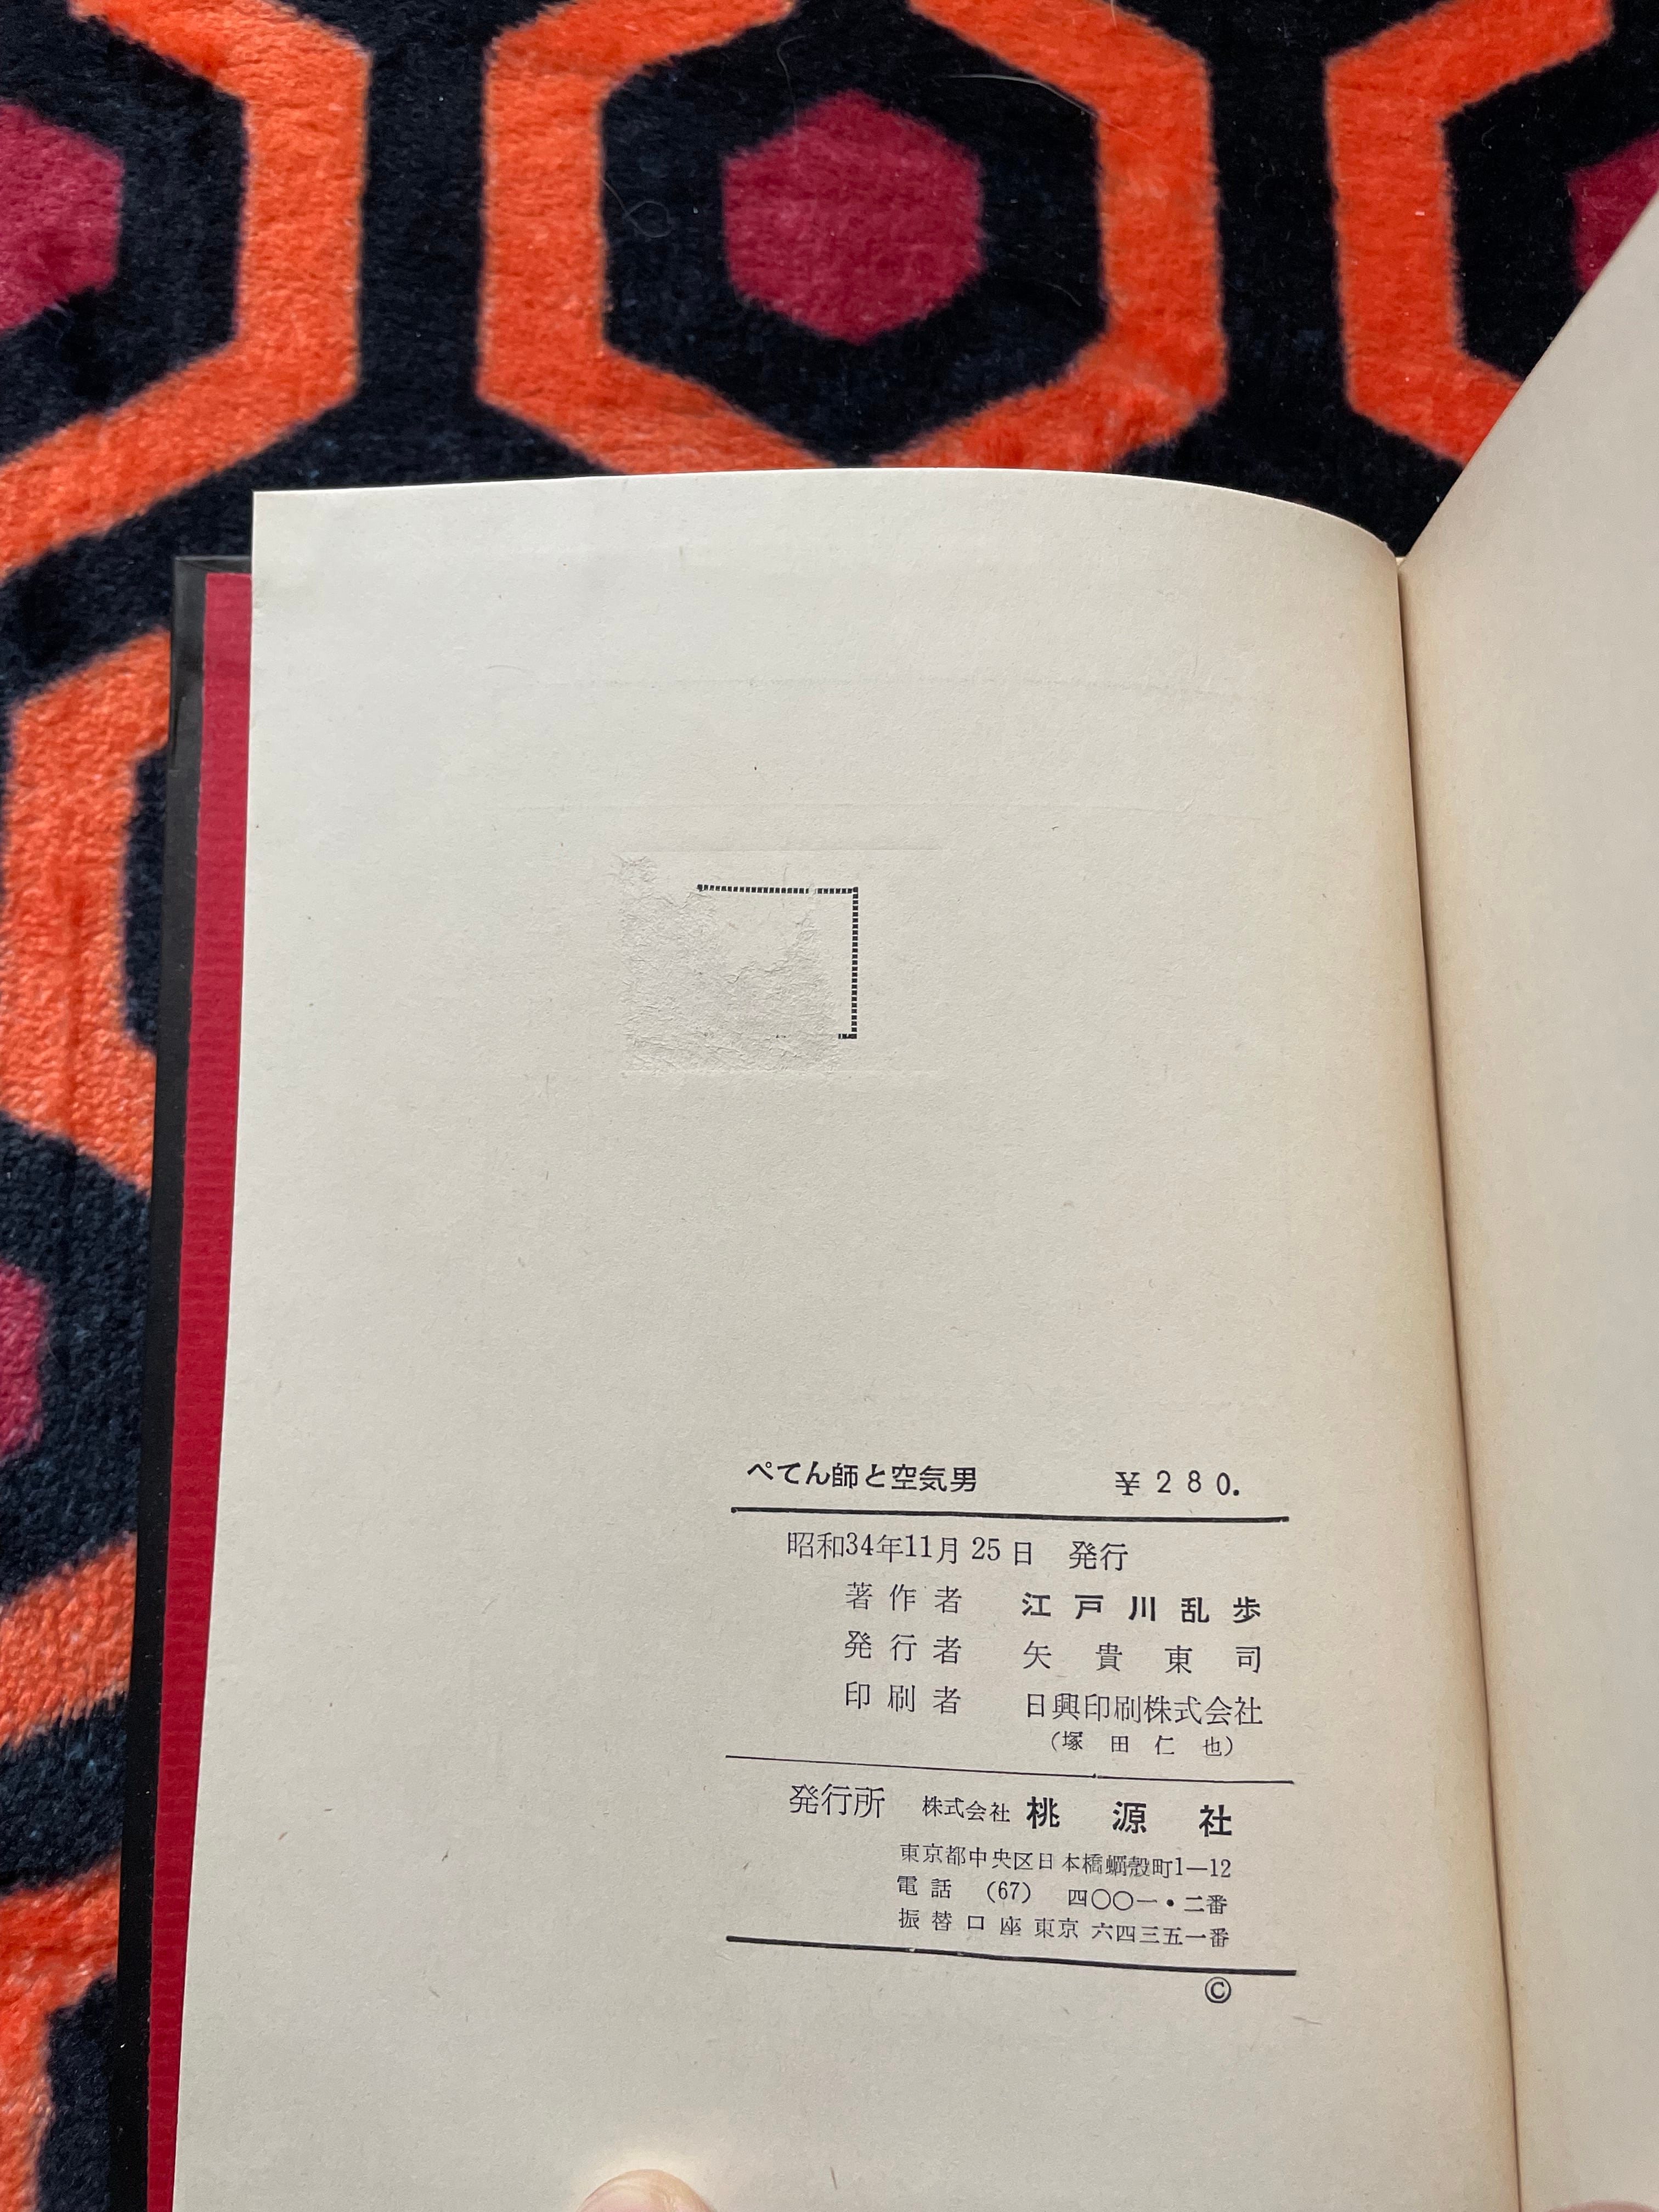 ぺてん師と空気男　¥280.
昭和34年11月25日　発行
著作者　江戸川乱歩
発行者　矢貴東司
印刷者　日興印刷株式会社
（塚田仁也）
発行所　株式会社　桃源社
東京都中央区日本橋蠣殻町1—12
電話　(67)　四〇〇一・二番
振替口座東京　六四三五一番
©